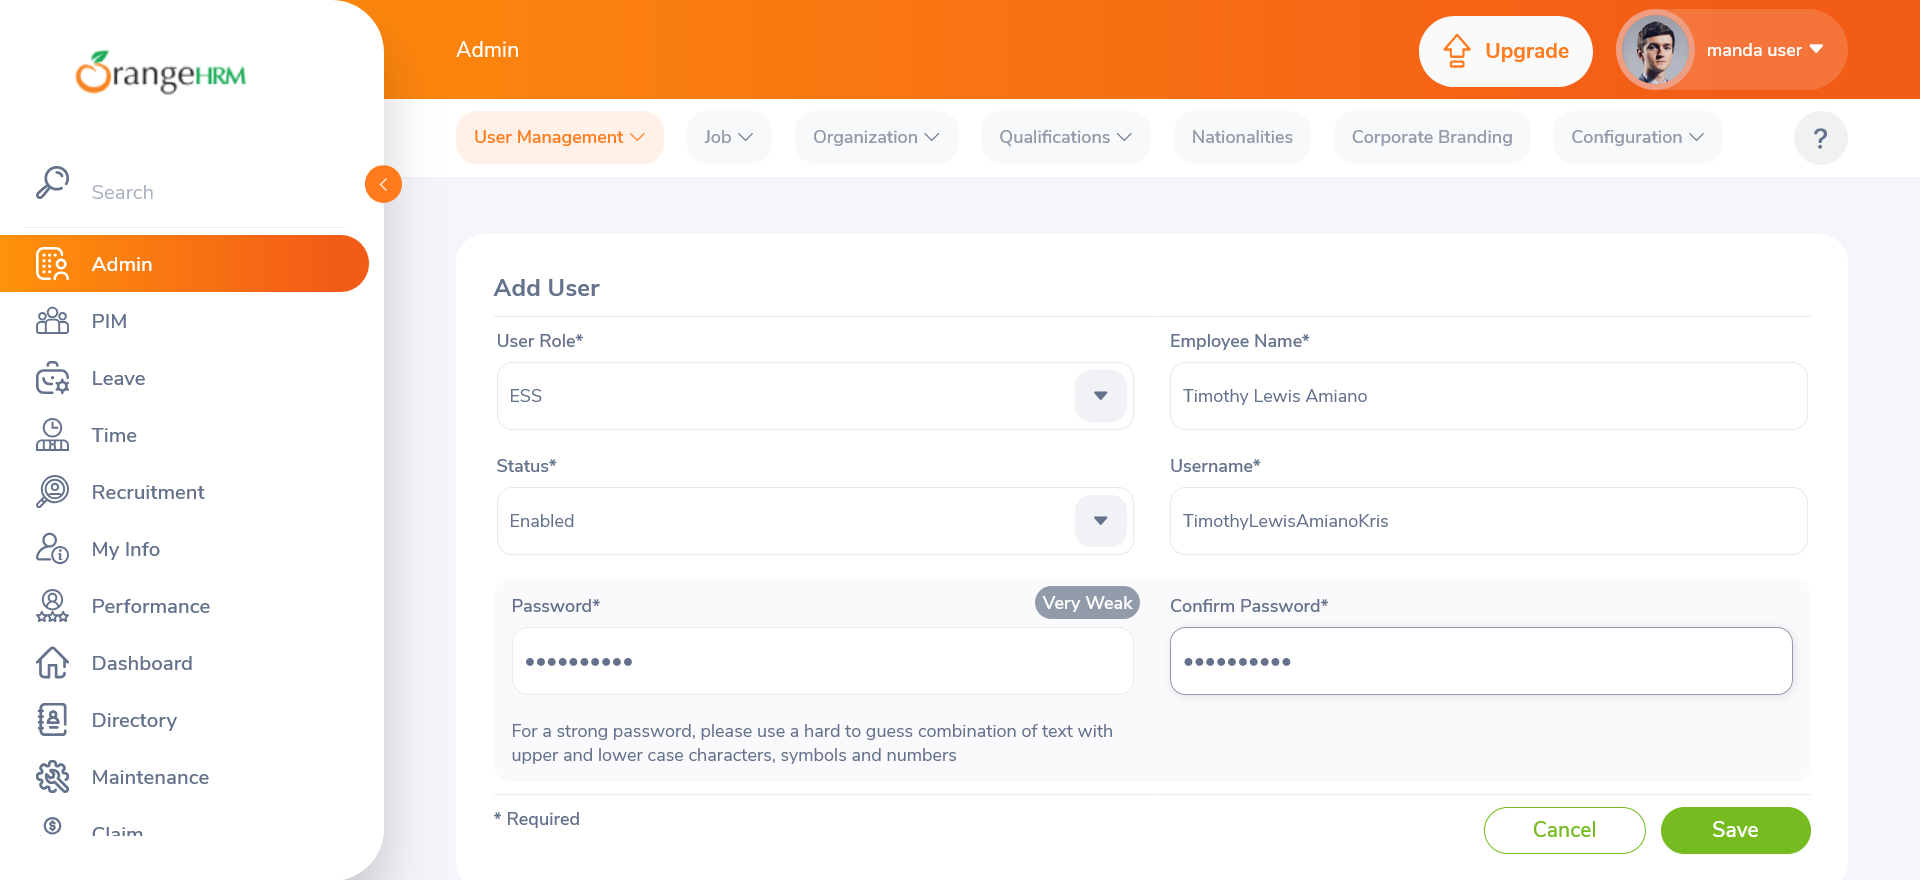 OrangeHRM
Admin
Upgrade
manda user
User Management
Job
Organization
Qualifications
Nationalities
Corporate Branding
Configuration
?
Search
Admin
PIM
Leave
Time
Recruitment
My Info
Performance
Dashboard
Directory
Maintenance
Claim
Add User
User Role*
Employee Name*
ESS
Timothy Lewis Amiano
Status*
Username*
Enabled
TimothyLewisAmianoKris
Password*
Very Weak
Confirm Password*
••••••••••
••••••••••
For a strong password, please use a hard to guess combination of text with
upper and lower case characters, symbols and numbers
* Required
Cancel
Save